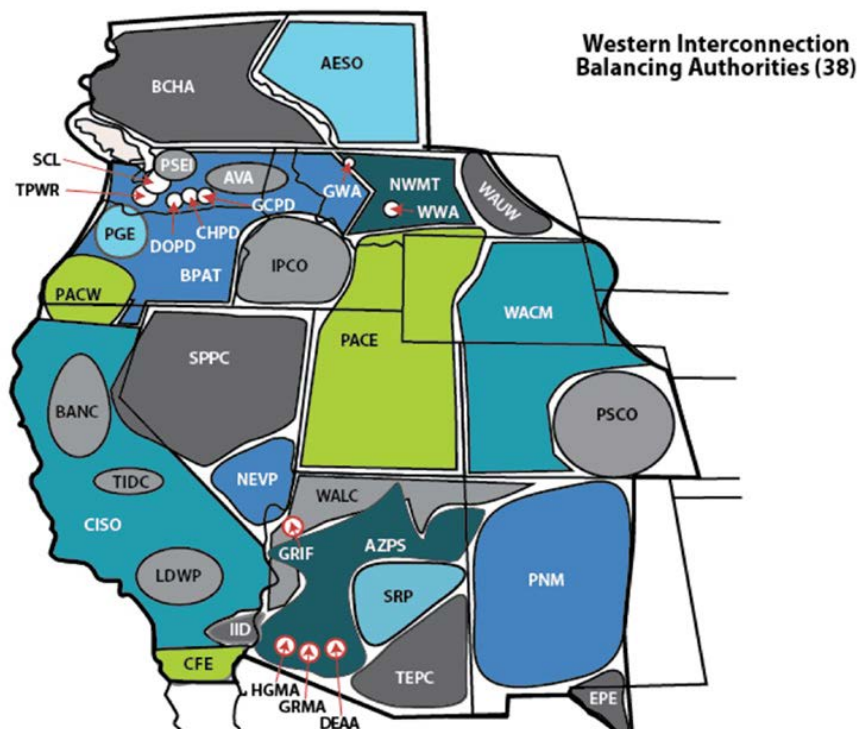 Western Interconnection
Balancing Authorities (38)
AESO
BCHA
SCL
PSEI
TPWR
AVA
GWA
NWMT
WAUW
GCPD
WWA
PGE
DOPD
CHPD
BPAT
IPCO
PACW
WACM
PACE
SPPC
BANC
PSCO
TIDC
NEVP
WALC
CISO
GRIF
AZPS
LDWP
SRP
PNM
IID
CFE
TEPC
HGMA
GRMA
DEAA
EPE